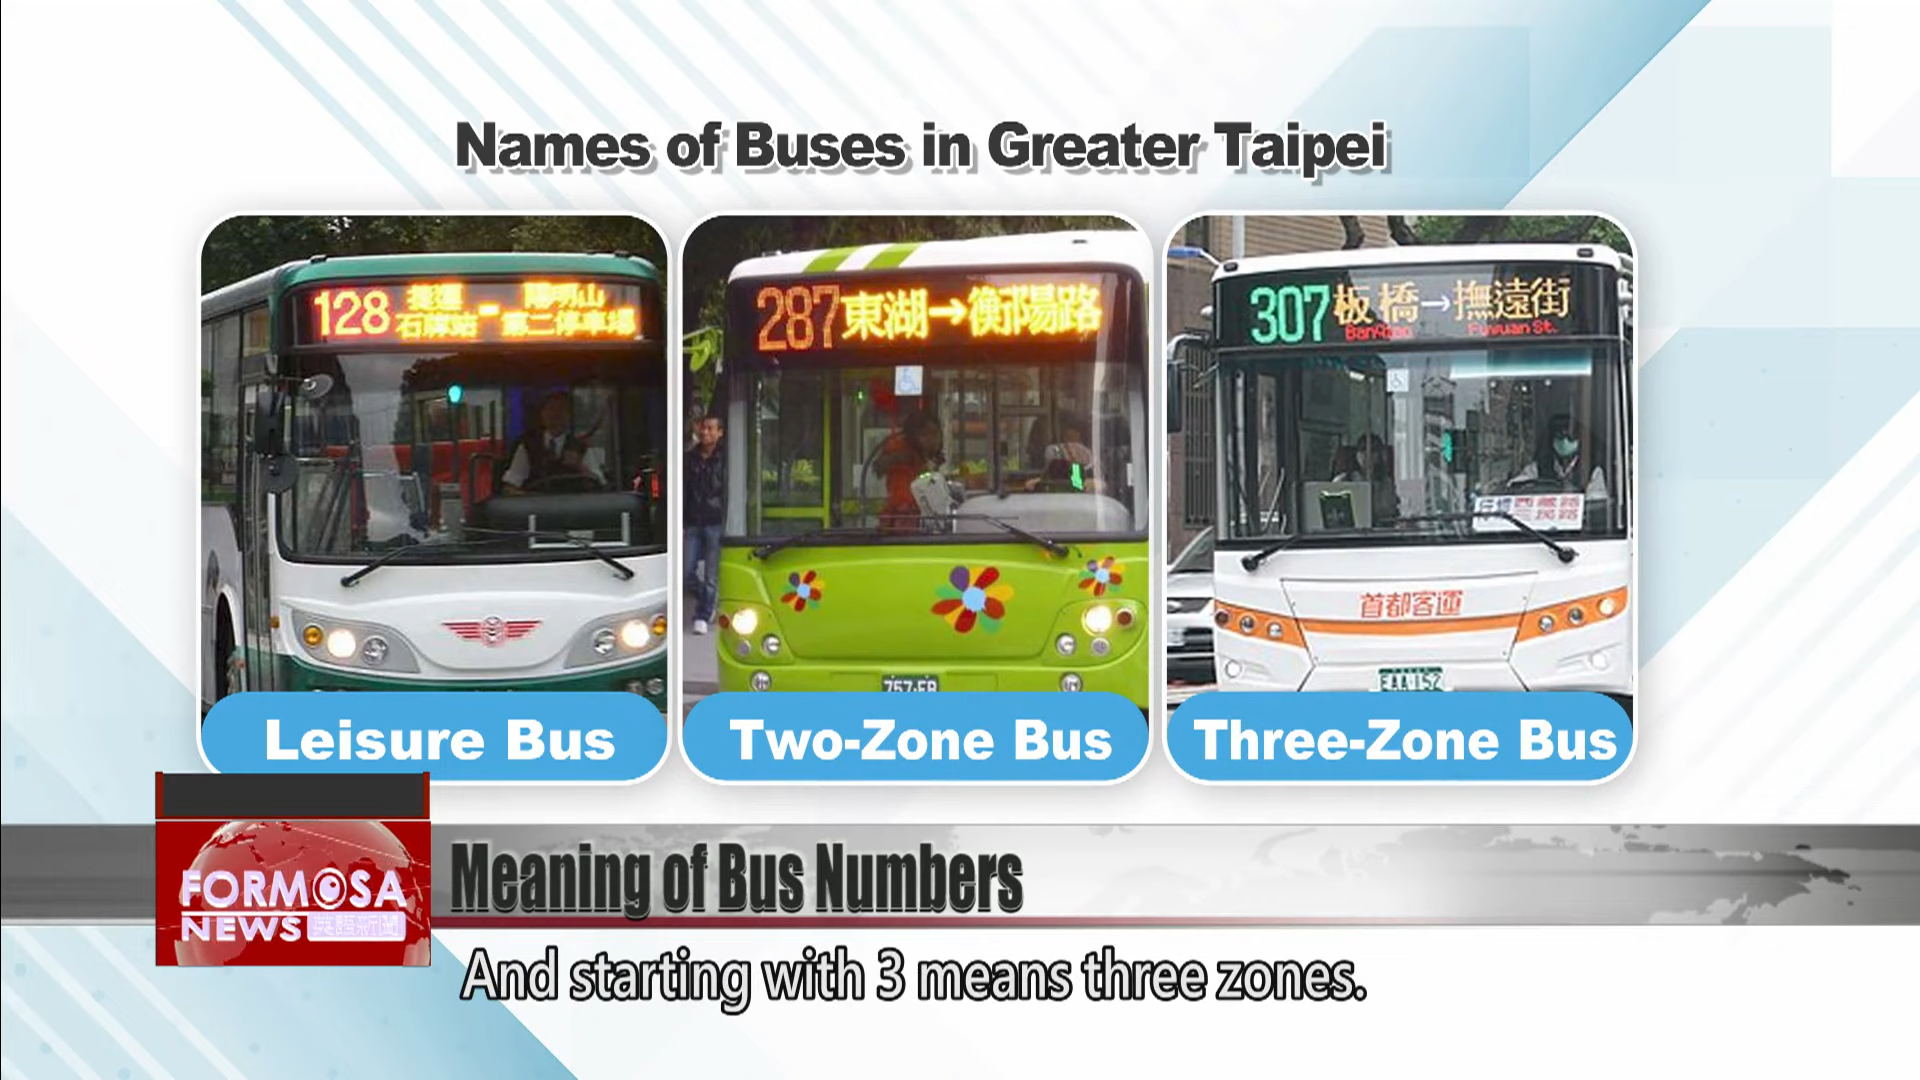 Names of Buses in Greater Taipei
128
捷運
石牌站
-
陽明山
第二停車場
287東湖→衡陽路
307板橋→撫遠街
BanQiao
Fuyuan St.
首都客運
757-FR
Leisure Bus
Two-Zone Bus
Three-Zone Bus
FORMOSA
NEWS 英語新聞
Meaning of Bus Numbers
And starting with 3 means three zones.